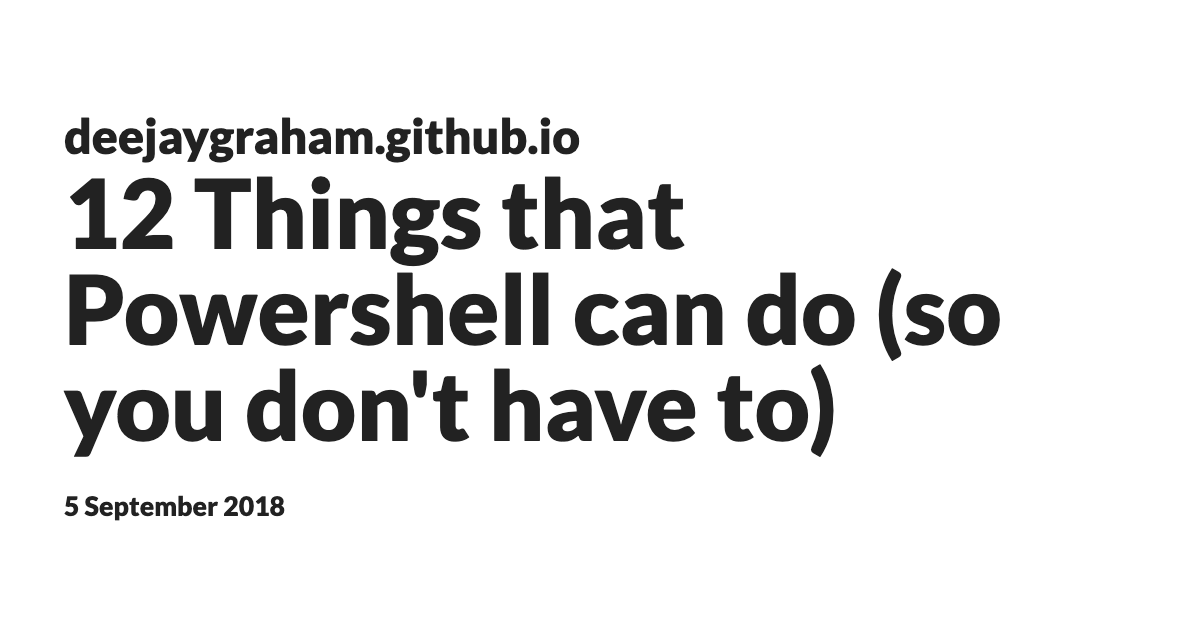 deejaygraham.github.io
12 Things that
Powershell can do (so
you don't have to)
5 September 2018